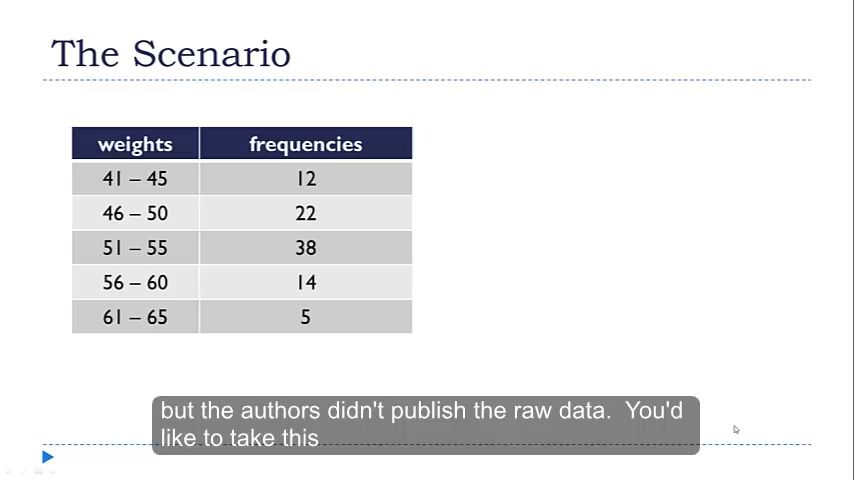 The Scenario
weights frequencies
41 – 45 12
46 – 50 22
51 – 55 38
56 – 60 14
61 – 65 5
but the authors didn't publish the raw data.  You'd
like to take this